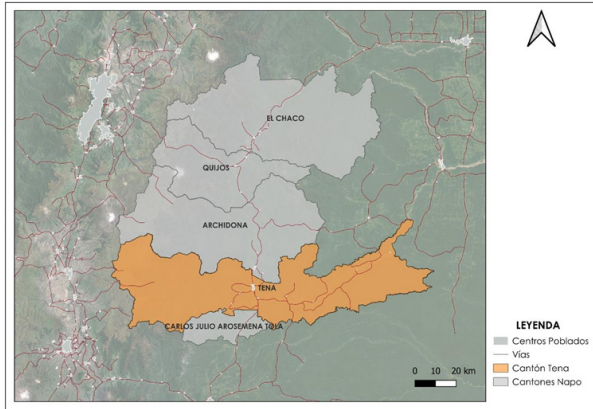 EL CHACO
QUIJOS
ARCHIDONA
TENA
CARLOS JULIO AROSEMENA TOLA
LEYENDA
Centros Poblados
Vías
Cantón Tena
Cantones Napo
0 10 20 km